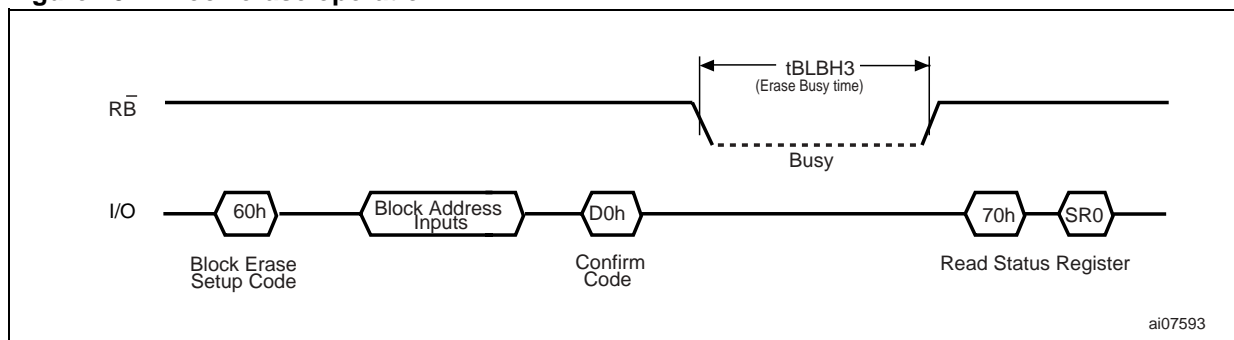 tBLBH3
(Erase Busy time)
RB̅
Busy
I/O
60h
Block Address
Inputs
D0h
70h
SR0
Block Erase
Setup Code
Confirm
Code
Read Status Register
ai07593